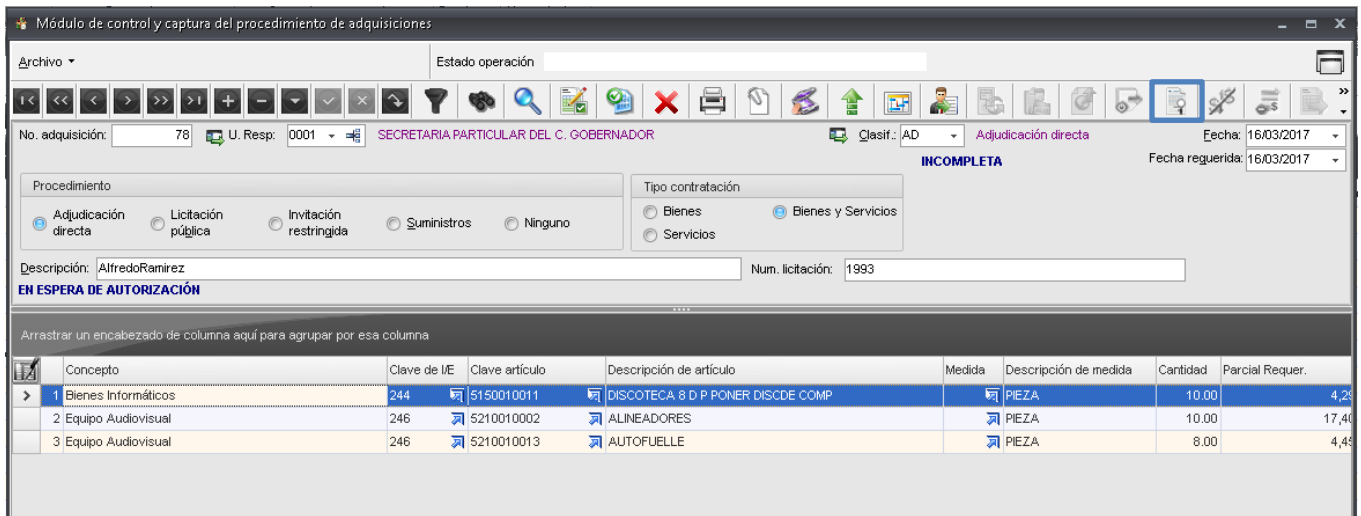 Módulo de control y captura del procedimiento de adquisiciones
Archivo Estado operación
No. adquisición: 78 U. Resp: 0001 SECRETARIA PARTICULAR DEL C. GOBERNADOR Clasif.: AD Adjudicación directa Fecha: 16/03/2017
INCOMPLETA Fecha requerida: 16/03/2017
Procedimiento
Adjudicación directa
Licitación pública
Invitación restringida
Suministros
Ninguno
Tipo contratación
Bienes
Bienes y Servicios
Servicios
Descripción: AlfredoRamirez Num. licitación: 1993
EN ESPERA DE AUTORIZACIÓN
Arrastrar un encabezado de columna aquí para agrupar por esa columna
Concepto Clave de I/E Clave artículo Descripción de artículo Medida Descripción de medida Cantidad Parcial Requer.
1 Bienes Informáticos 244 5150010011 DISCOTECA 8 D P PONER DISCDE COMP PIEZA 10.00 4,29
2 Equipo Audiovisual 246 5210010002 ALINEADORES PIEZA 10.00 17,40
3 Equipo Audiovisual 246 5210010013 AUTOFUELLE PIEZA 8.00 4,45